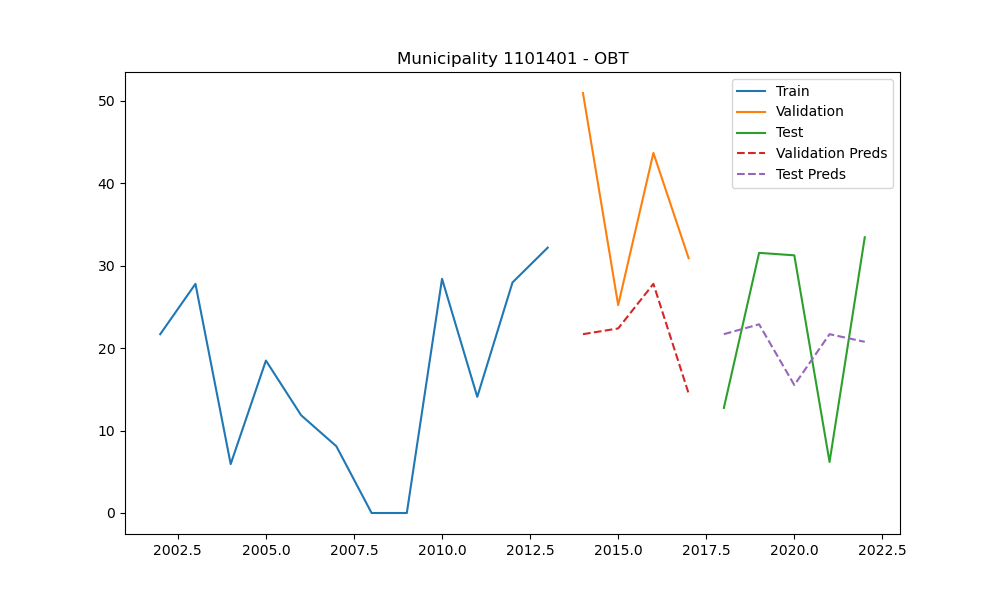 Municipality 1101401 - OBT
Train
Validation
Test
Validation Preds
Test Preds
50
40
30
20
10
0
2002.5 2005.0 2007.5 2010.0 2012.5 2015.0 2017.5 2020.0 2022.5